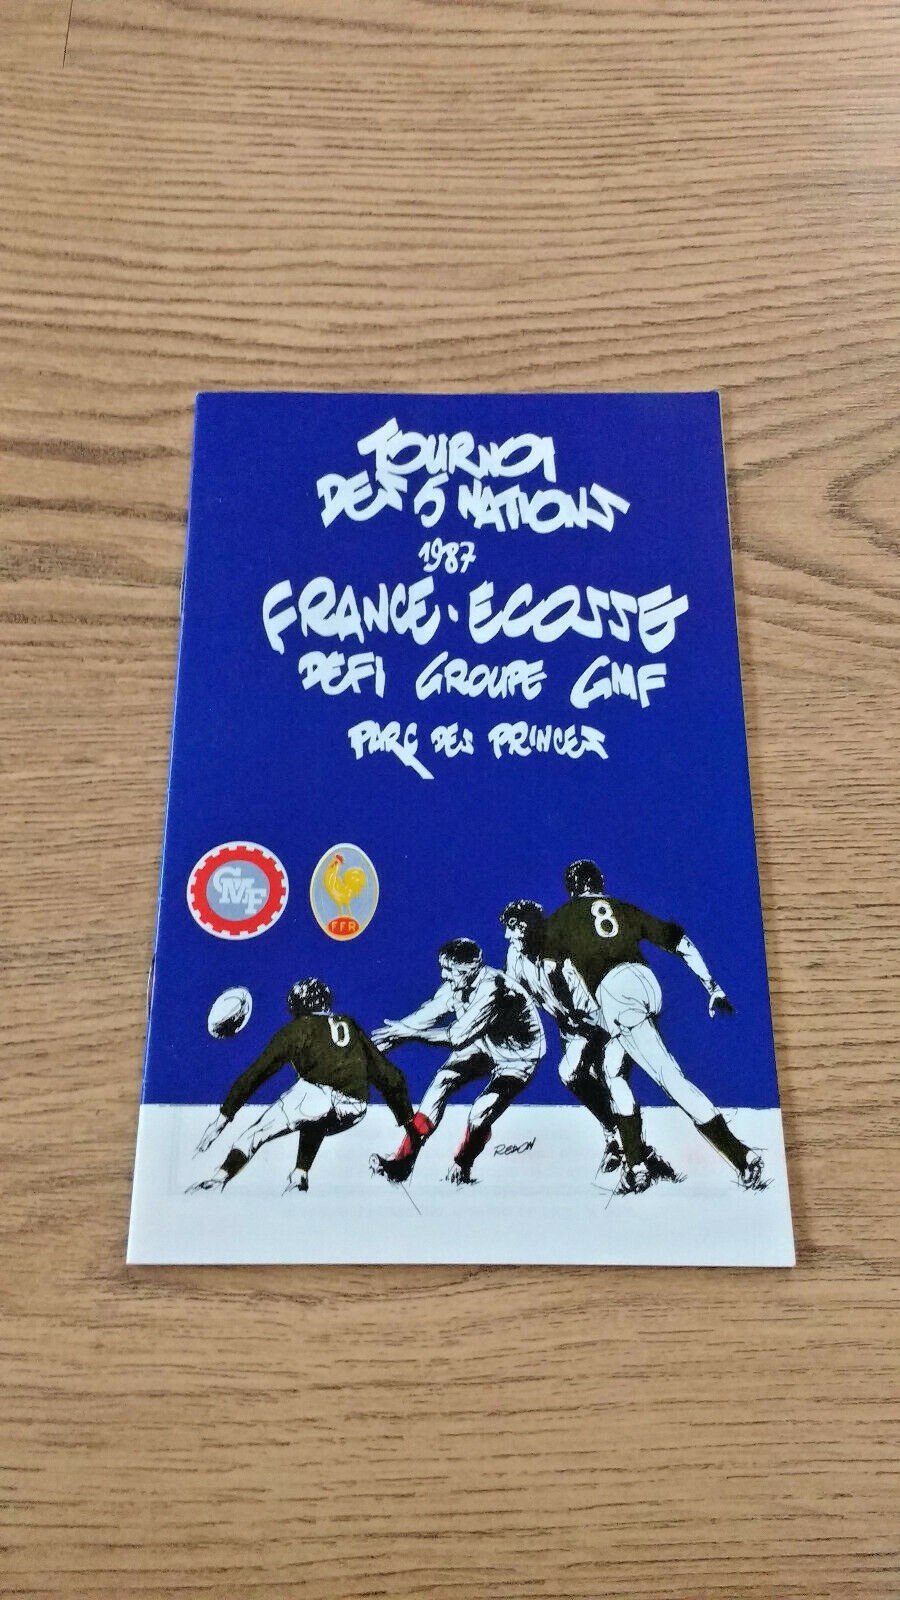 TOURNOI
DES 5 NATIONS
1987
FRANCE · ECOSSE
DEFI GROUPE GMF
PARC DES PRINCES
GMF
FFR
8
6
REDON